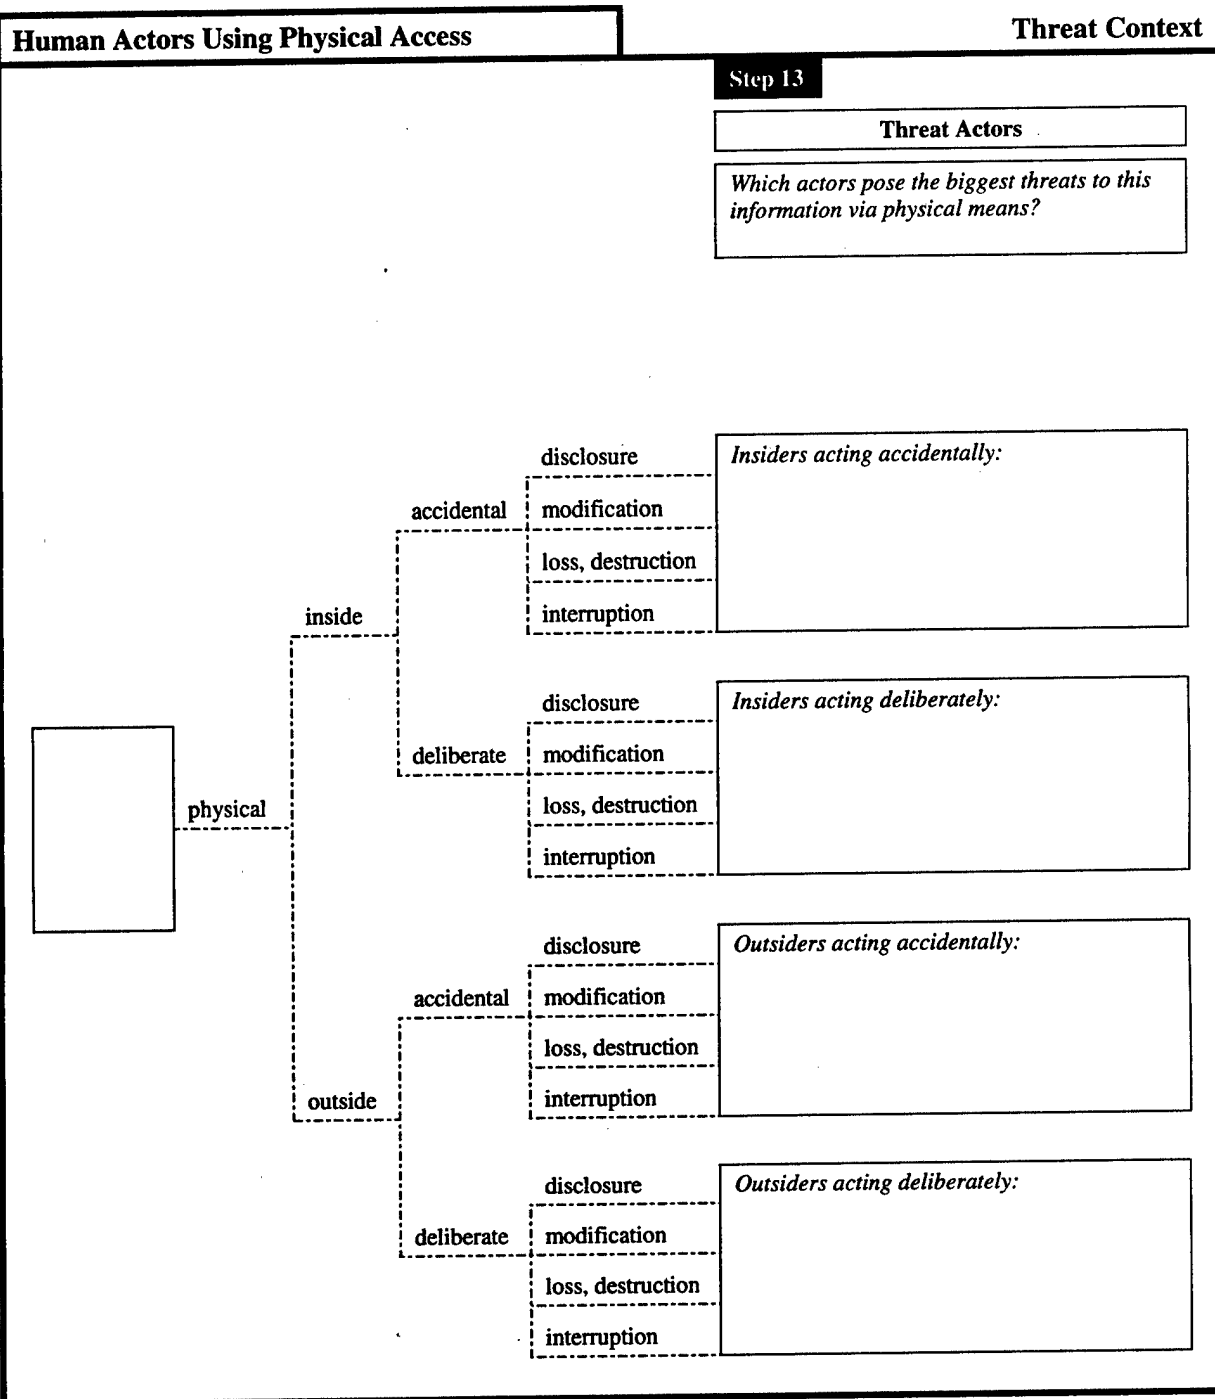 Human Actors Using Physical Access
Threat Context
Step 13
Threat Actors
Which actors pose the biggest threats to this
information via physical means?
disclosure
Insiders acting accidentally:
accidental
modification
loss, destruction
inside
interruption
disclosure
Insiders acting deliberately:
deliberate
modification
physical
loss, destruction
interruption
disclosure
Outsiders acting accidentally:
accidental
modification
loss, destruction
outside
interruption
disclosure
Outsiders acting deliberately:
deliberate
modification
loss, destruction
interruption